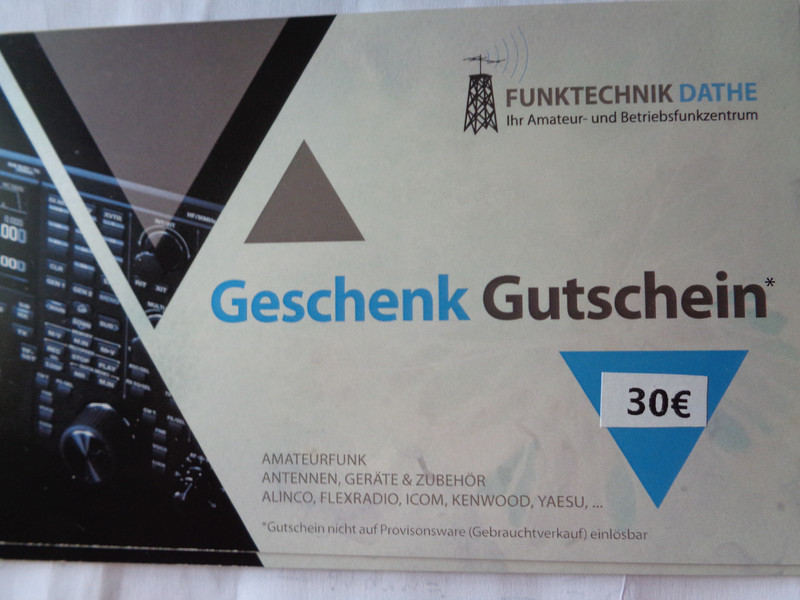 FUNKTECHNIK DATHE
Ihr Amateur- und Betriebsfunkzentrum
Geschenk Gutschein*
30€
AMATEURFUNK
ANTENNEN, GERÄTE & ZUBEHÖR
ALINCO, FLEXRADIO, ICOM, KENWOOD, YAESU, ...
*Gutschein nicht auf Provisonsware (Gebrauchtverkauf) einlösbar